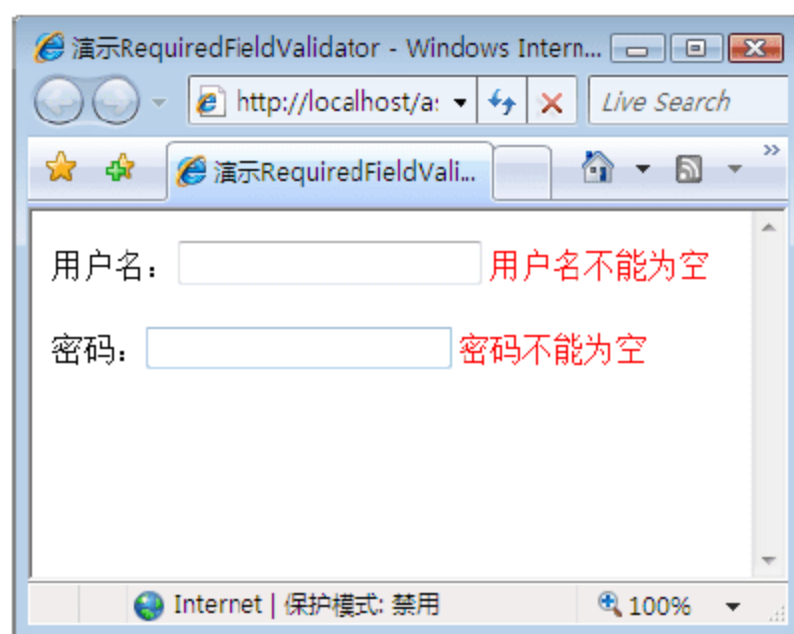 演示RequiredFieldValidator - Windows Intern...
http://localhost/a:
Live Search
演示RequiredFieldVali...
用户名：
用户名不能为空
密码：
密码不能为空
Internet | 保护模式: 禁用
100%